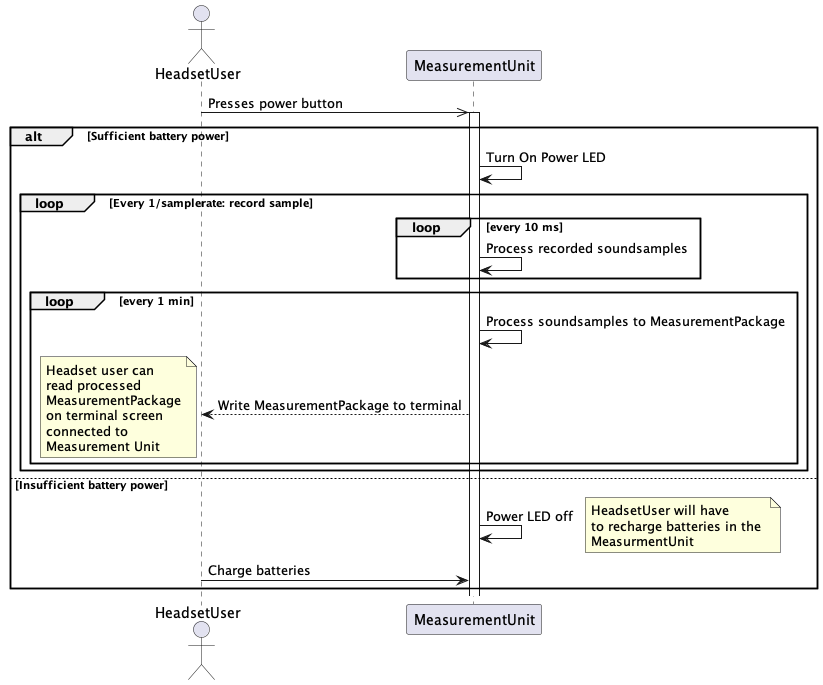 HeadsetUser
MeasurementUnit
Presses power button
alt
[Sufficient battery power]
Turn On Power LED
loop
[Every 1/samplerate: record sample]
loop
[every 10 ms]
Process recorded soundsamples
loop
[every 1 min]
Process soundsamples to MeasurementPackage
Headset user can
read processed
MeasurementPackage
on terminal screen
connected to
Measurement Unit
Write MeasurementPackage to terminal
[Insufficient battery power]
Power LED off
HeadsetUser will have
to recharge batteries in the
MeasurmentUnit
Charge batteries
HeadsetUser
MeasurementUnit